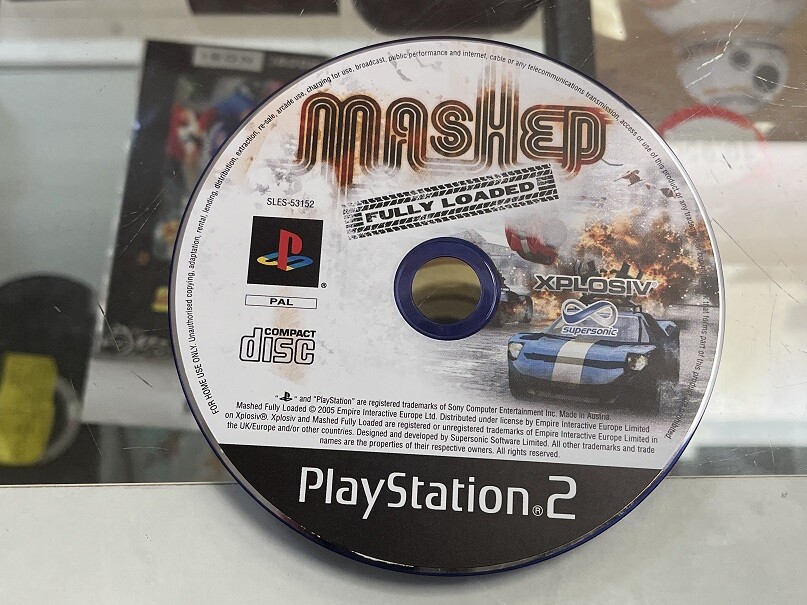 FOR HOME USE ONLY. Unauthorised copying, adaptation, rental, lending, distribution, extraction, re-sale, arcade use, charging for use, broadcast, public performance and internet, cable or any telecommunications transmission, access or use of this product or any
MASHED
FULLY LOADED
SLES-53152
PAL
COMPACT
disc
XPLOSIV
supersonic
" " and "PlayStation" are registered trademarks of Sony Computer Entertainment Inc. Made in Austria.
Mashed Fully Loaded © 2005 Empire Interactive Europe Ltd. Distributed under license by Empire Interactive Europe Limited
on Xplosiv®. Xplosiv and Mashed Fully Loaded are registered or unregistered trademarks of Empire Interactive Europe Limited in
the UK/Europe and/or other countries. Designed and developed by Supersonic Software Limited. All other trademarks and trade
names are the properties of their respective owners. All rights reserved.
PlayStation®2